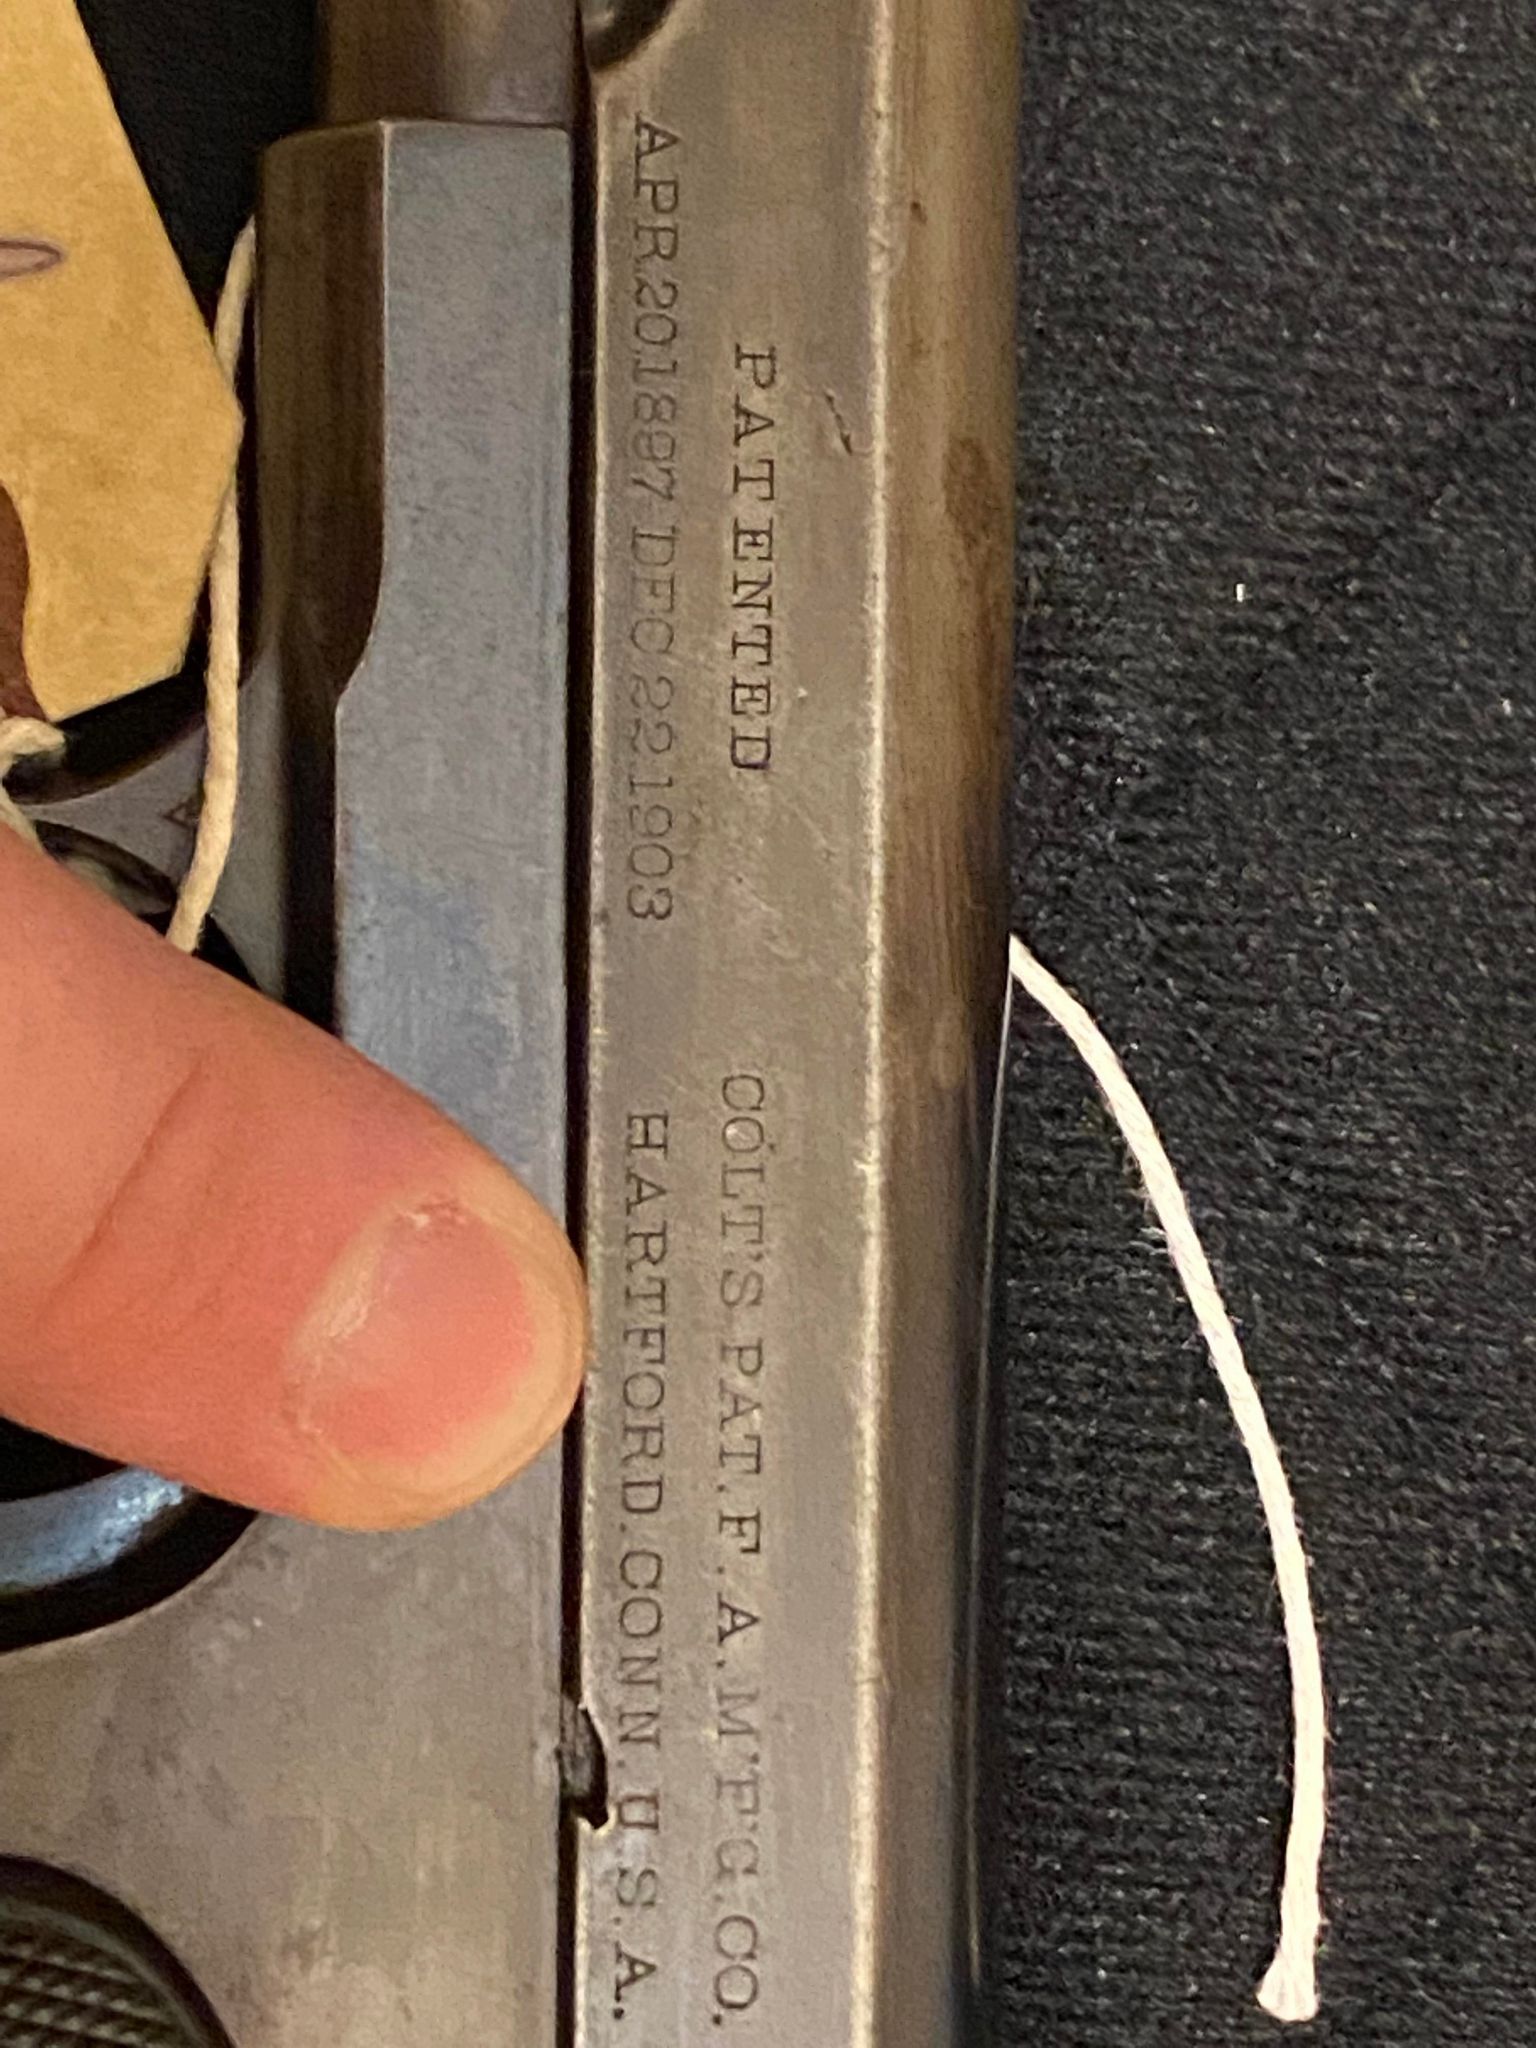 PATENTED
APR.20.1897 DEC.22.1903
COLT'S PAT. F. A. M'F'G. CO.
HARTFORD. CONN. U. S. A.